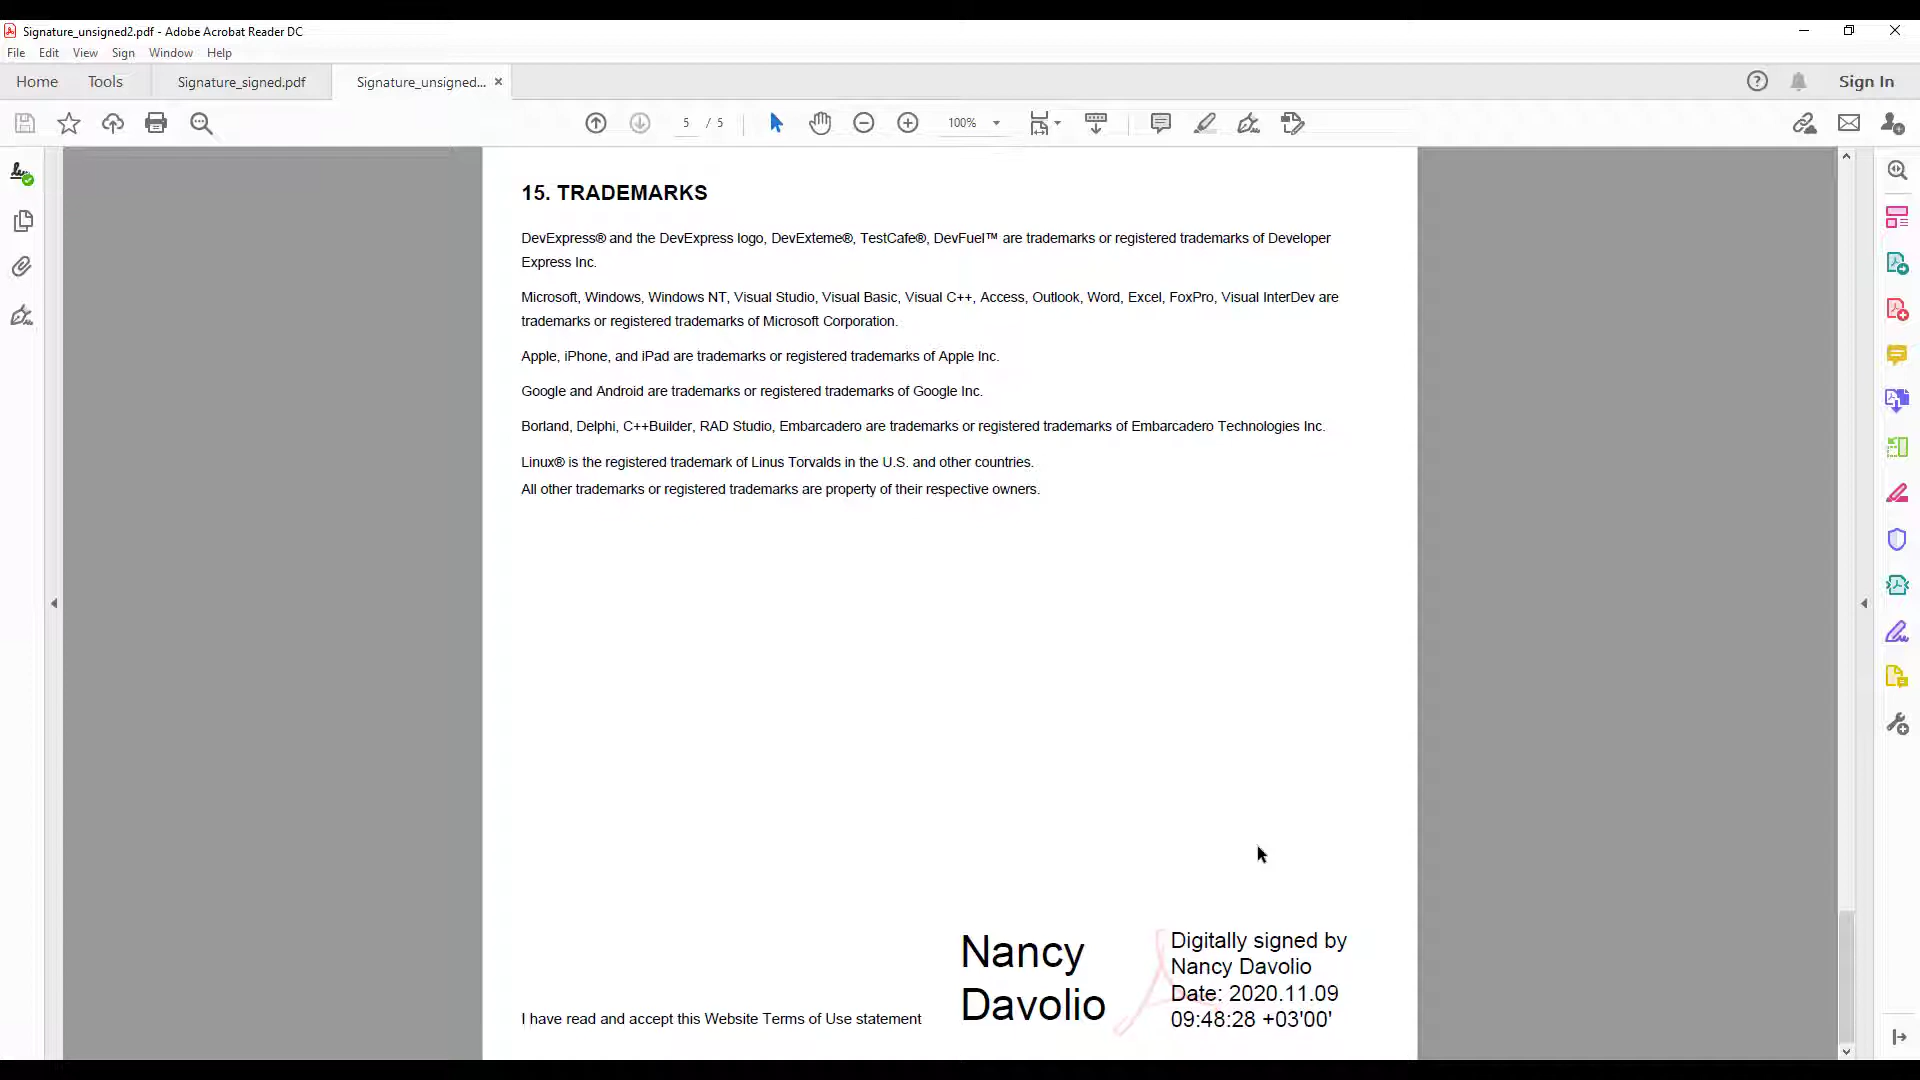 Signature_unsigned2.pdf - Adobe Acrobat Reader DC
File Edit View Sign Window Help
Home Tools Signature_signed.pdf Signature_unsigned... × Sign In
5 / 5 100%
15. TRADEMARKS
DevExpress® and the DevExpress logo, DevExteme®, TestCafe®, DevFuel™ are trademarks or registered trademarks of Developer
Express Inc.
Microsoft, Windows, Windows NT, Visual Studio, Visual Basic, Visual C++, Access, Outlook, Word, Excel, FoxPro, Visual InterDev are
trademarks or registered trademarks of Microsoft Corporation.
Apple, iPhone, and iPad are trademarks or registered trademarks of Apple Inc.
Google and Android are trademarks or registered trademarks of Google Inc.
Borland, Delphi, C++Builder, RAD Studio, Embarcadero are trademarks or registered trademarks of Embarcadero Technologies Inc.
Linux® is the registered trademark of Linus Torvalds in the U.S. and other countries.
All other trademarks or registered trademarks are property of their respective owners.
I have read and accept this Website Terms of Use statement
Nancy
Davolio
Digitally signed by
Nancy Davolio
Date: 2020.11.09
09:48:28 +03'00'